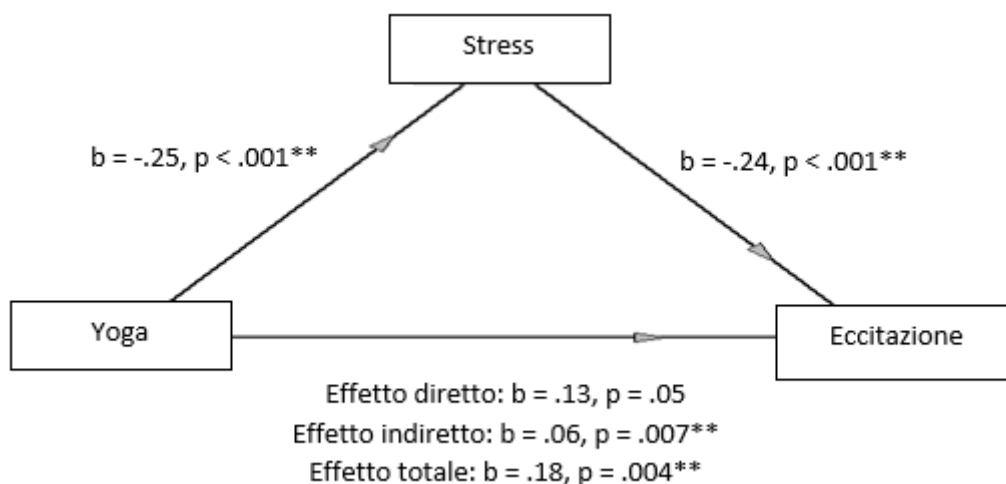 Stress
b = -.25, p < .001**
b = -.24, p < .001**
Yoga
Eccitazione
Effetto diretto: b = .13, p = .05
Effetto indiretto: b = .06, p = .007**
Effetto totale: b = .18, p = .004**